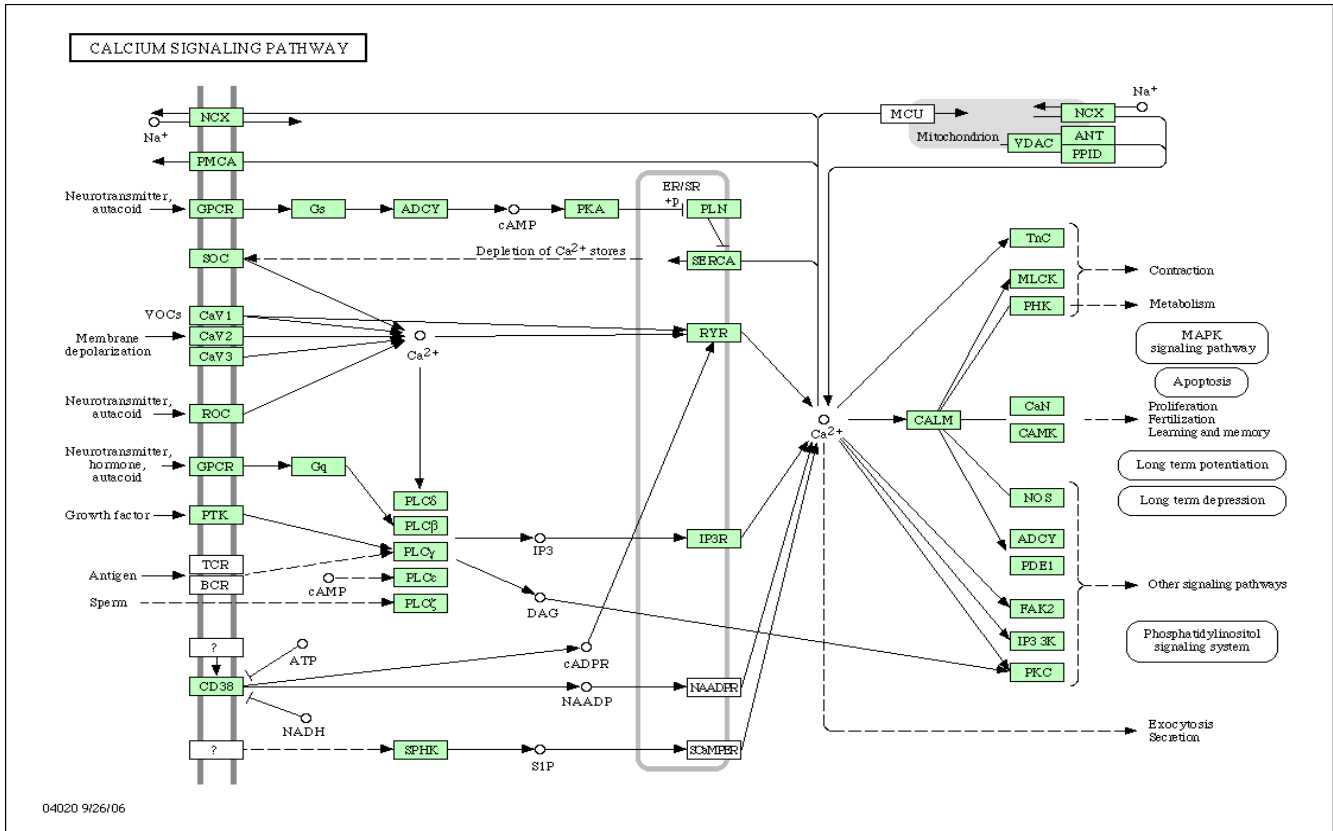 CALCIUM SIGNALING PATHWAY
Na+
NCX
MCU
Mitochondrion
Na+
NCX
VDAC
ANT
PPID
PMCA
Neurotransmitter,
autacoid
GPCR
Gs
ADCY
cAMP
PKA
ER/SR
+p
PLN
SOC
Depletion of Ca2+ stores
SERCA
TnC
MLCK
PHK
Contraction
Metabolism
VOCs
CaV1
CaV2
CaV3
Membrane
depolarization
Ca2+
RYR
MAPK
signaling pathway
Apoptosis
Neurotransmitter,
autacoid
ROC
Ca2+
CALM
CaN
CAMK
Proliferation
Fertilization
Learning and memory
Neurotransmitter,
hormone,
autacoid
GPCR
Gq
Long term potentiation
Long term depression
Growth factor
PTK
PLCδ
PLCβ
PLCγ
PLCε
PLCζ
IP3
IP3R
NOS
ADCY
PDE1
FAK2
IP3 3K
PKC
Other signaling pathways
Antigen
TCR
BCR
cAMP
Sperm
DAG
Phosphatidylinositol
signaling system
?
ATP
cADPR
CD38
NAADP
NAADPR
NADH
?
SPHK
S1P
SCaMPER
Exocytosis
Secretion
04020 9/26/06